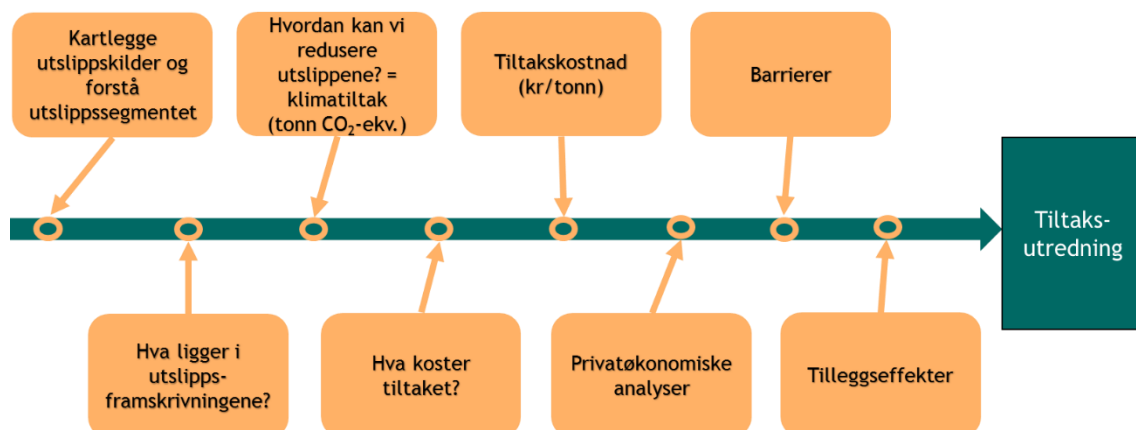 Kartlegge
utslippskilder og
forstå
utslippssegmentet
Hvordan kan vi
redusere
utslippene? =
klimatiltak
(tonn CO₂-ekv.)
Tiltakskostnad
(kr/tonn)
Barrierer
Hva ligger i
utslipps-
framskrivningene?
Hva koster
tiltaket?
Privatøkonomiske
analyser
Tilleggseffekter
Tiltaks-
utredning